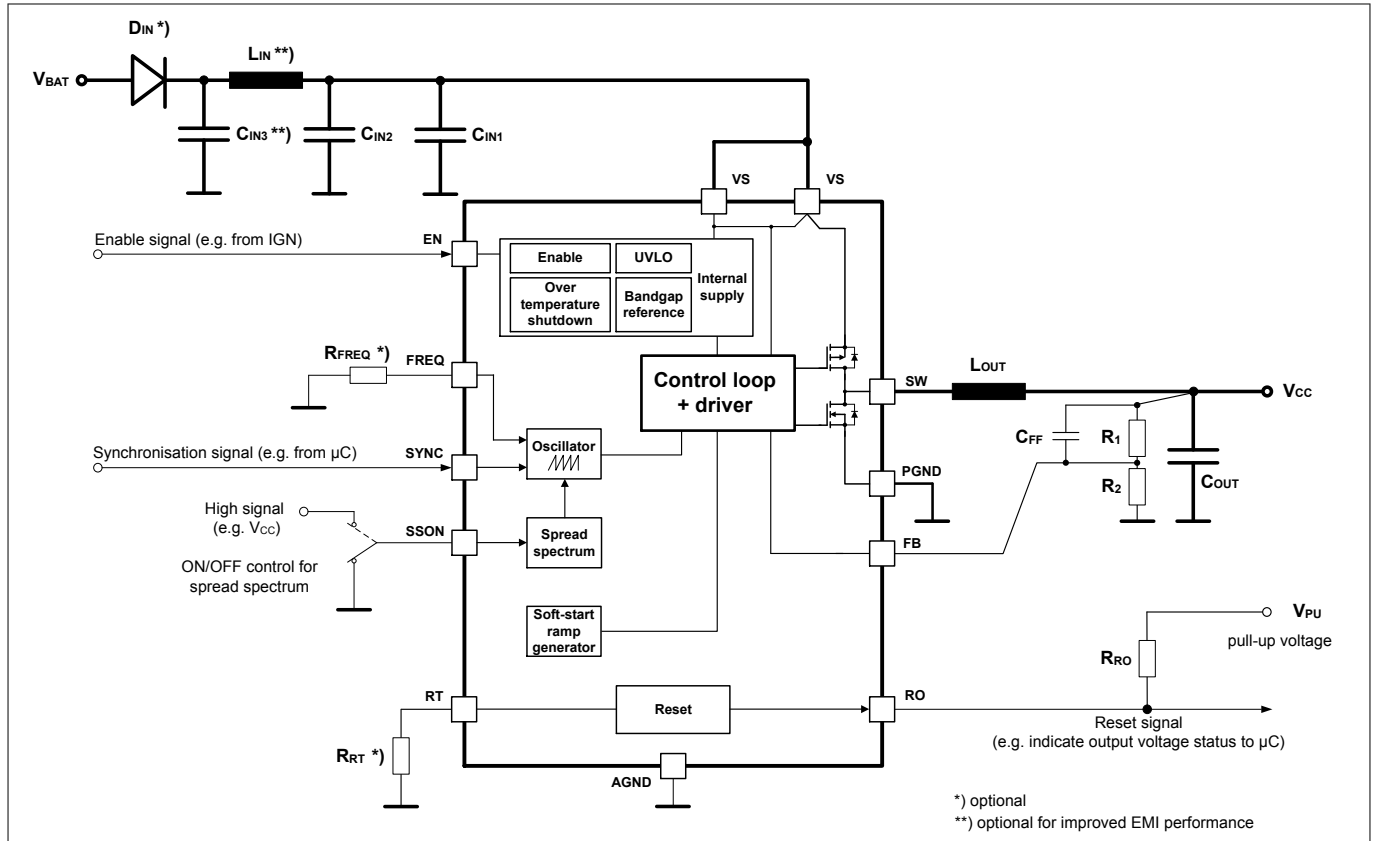 DIN *)
LIN **)
VBAT
CIN3 **)
CIN2
CIN1
VS
VS
Enable signal (e.g. from IGN)
EN
Enable
UVLO
Internal
supply
Over
temperature
shutdown
Bandgap
reference
RFREQ *)
FREQ
Control loop
+ driver
SW
LOUT
VCC
CFF
R1
R2
COUT
Synchronisation signal (e.g. from µC)
SYNC
Oscillator
PGND
High signal
(e.g. VCC)
SSON
Spread
spectrum
FB
ON/OFF control for
spread spectrum
Soft-start
ramp
generator
VPU
pull-up voltage
RRO
RT
Reset
RO
Reset signal
(e.g. indicate output voltage status to µC)
RRT *)
AGND
*) optional
**) optional for improved EMI performance